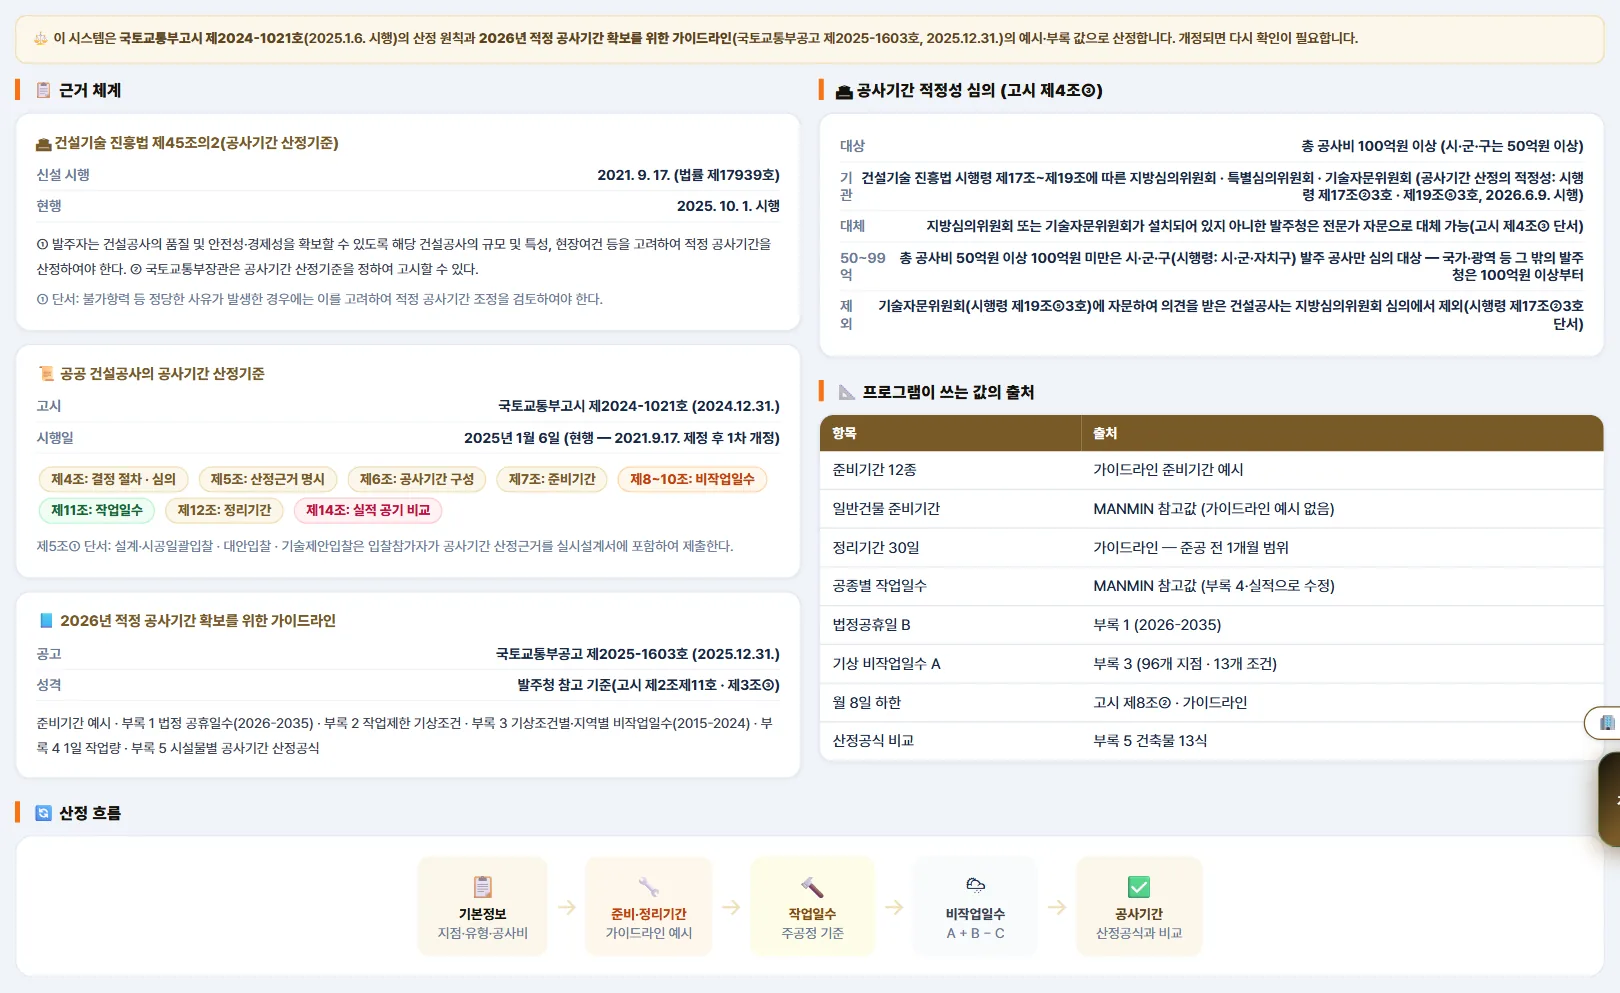 이 시스템은 국토교통부고시 제2024-1021호(2025.1.6. 시행)의 산정 원칙과 2026년 적정 공사기간 확보를 위한 가이드라인(국토교통부공고 제2025-1603호, 2025.12.31.)의 예시·부록 값으로 산정합니다. 개정되면 다시 확인이 필요합니다.
근거 체계
건설기술 진흥법 제45조의2(공사기간 산정기준)
신설 시행 2021. 9. 17. (법률 제17939호)
현행 2025. 10. 1. 시행
① 발주자는 건설공사의 품질 및 안전성·경제성을 확보할 수 있도록 해당 건설공사의 규모 및 특성, 현장여건 등을 고려하여 적정 공사기간을
산정하여야 한다. ② 국토교통부장관은 공사기간 산정기준을 정하여 고시할 수 있다.
① 단서: 불가항력 등 정당한 사유가 발생한 경우에는 이를 고려하여 적정 공사기간 조정을 검토하여야 한다.
공공 건설공사의 공사기간 산정기준
고시 국토교통부고시 제2024-1021호 (2024.12.31.)
시행일 2025년 1월 6일 (현행 — 2021.9.17. 제정 후 1차 개정)
제4조: 결정 절차 · 심의 제5조: 산정근거 명시 제6조: 공사기간 구성 제7조: 준비기간 제8~10조: 비작업일수
제11조: 작업일수 제12조: 정리기간 제14조: 실적 공기 비교
제5조① 단서: 설계·시공일괄입찰 · 대안입찰 · 기술제안입찰은 입찰참가자가 공사기간 산정근거를 실시설계서에 포함하여 제출한다.
2026년 적정 공사기간 확보를 위한 가이드라인
공고 국토교통부공고 제2025-1603호 (2025.12.31.)
성격 발주청 참고 기준(고시 제2조제11호 · 제3조③)
준비기간 예시 · 부록 1 법정 공휴일수(2026-2035) · 부록 2 작업제한 기상조건 · 부록 3 기상조건별·지역별 비작업일수(2015-2024) · 부
록 4 1일 작업량 · 부록 5 시설물별 공사기간 산정공식
공사기간 적정성 심의 (고시 제4조③)
대상 총 공사비 100억원 이상 (시·군·구는 50억원 이상)
기 건설기술 진흥법 시행령 제17조~제19조에 따른 지방심의위원회 · 특별심의위원회 · 기술자문위원회 (공사기간 산정의 적정성: 시행
관 령 제17조②3호 · 제19조⑤3호, 2026.6.9. 시행)
대체 지방심의위원회 또는 기술자문위원회가 설치되어 있지 아니한 발주청은 전문가 자문으로 대체 가능(고시 제4조③ 단서)
50~99 총 공사비 50억원 이상 100억원 미만은 시·군·구(시행령: 시·군·자치구) 발주 공사만 심의 대상 — 국가·광역 등 그 밖의 발주
억 청은 100억원 이상부터
제 기술자문위원회(시행령 제19조⑤3호)에 자문하여 의견을 받은 건설공사는 지방심의위원회 심의에서 제외(시행령 제17조②3호
외 단서)
프로그램이 쓰는 값의 출처
항목 출처
준비기간 12종 가이드라인 준비기간 예시
일반건물 준비기간 MANMIN 참고값 (가이드라인 예시 없음)
정리기간 30일 가이드라인 — 준공 전 1개월 범위
공종별 작업일수 MANMIN 참고값 (부록 4·실적으로 수정)
법정공휴일 B 부록 1 (2026-2035)
기상 비작업일수 A 부록 3 (96개 지점 · 13개 조건)
월 8일 하한 고시 제8조② · 가이드라인
산정공식 비교 부록 5 건축물 13식
산정 흐름
기본정보 → 준비·정리기간 → 작업일수 → 비작업일수 → 공사기간
지점·유형·공사비 가이드라인 예시 주공정 기준 A + B − C 산정공식과 비교